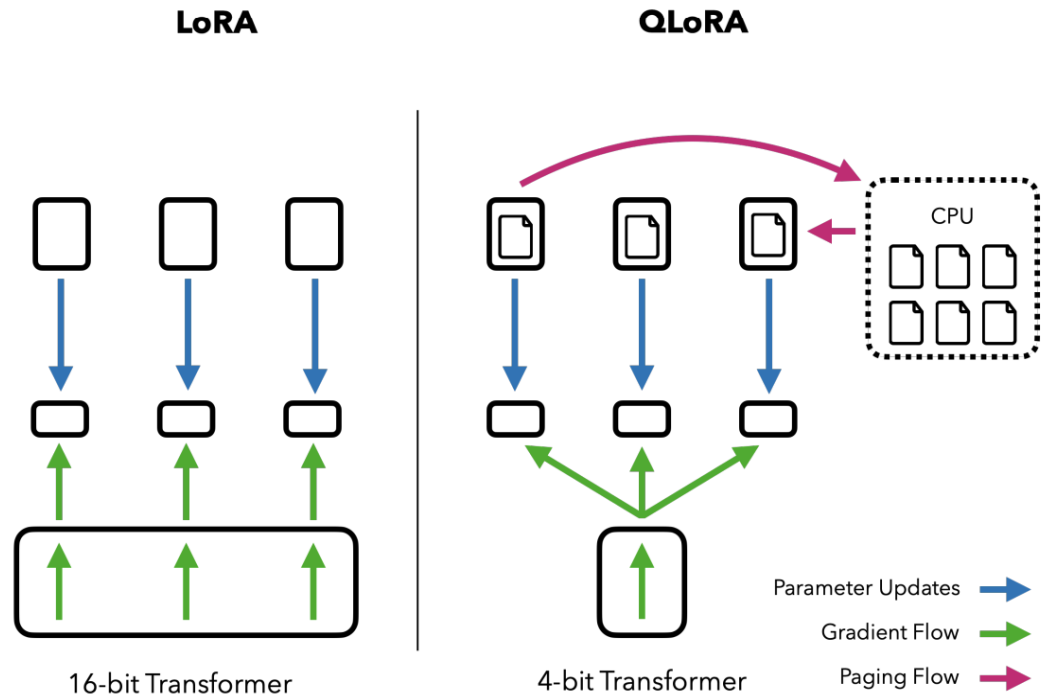 LoRA
QLoRA
CPU
16-bit Transformer
4-bit Transformer
Parameter Updates
Gradient Flow
Paging Flow